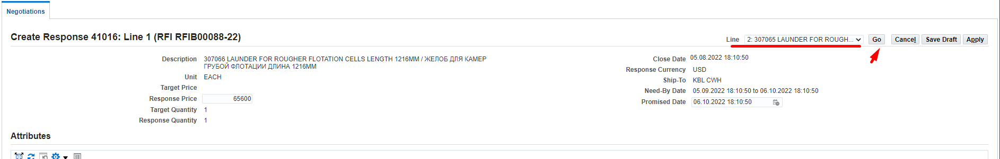 Negotiations
Create Response 41016: Line 1 (RFI RFIB00088-22)
Line 2: 307065 LAUNDER FOR ROUGH... Go Cancel Save Draft Apply
Description 307066 LAUNDER FOR ROUGHER FLOTATION CELLS LENGTH 1216MM / ЖЕЛОБ ДЛЯ КАМЕР
ГРУБОЙ ФЛОТАЦИИ ДЛИНА 1216ММ
Unit EACH
Target Price
Response Price 65600
Target Quantity 1
Response Quantity 1
Close Date 05.08.2022 18:10:50
Response Currency USD
Ship-To KBL CWH
Need-By Date 05.09.2022 18:10:50 to 06.10.2022 18:10:50
Promised Date 06.10.2022 18:10:50
Attributes